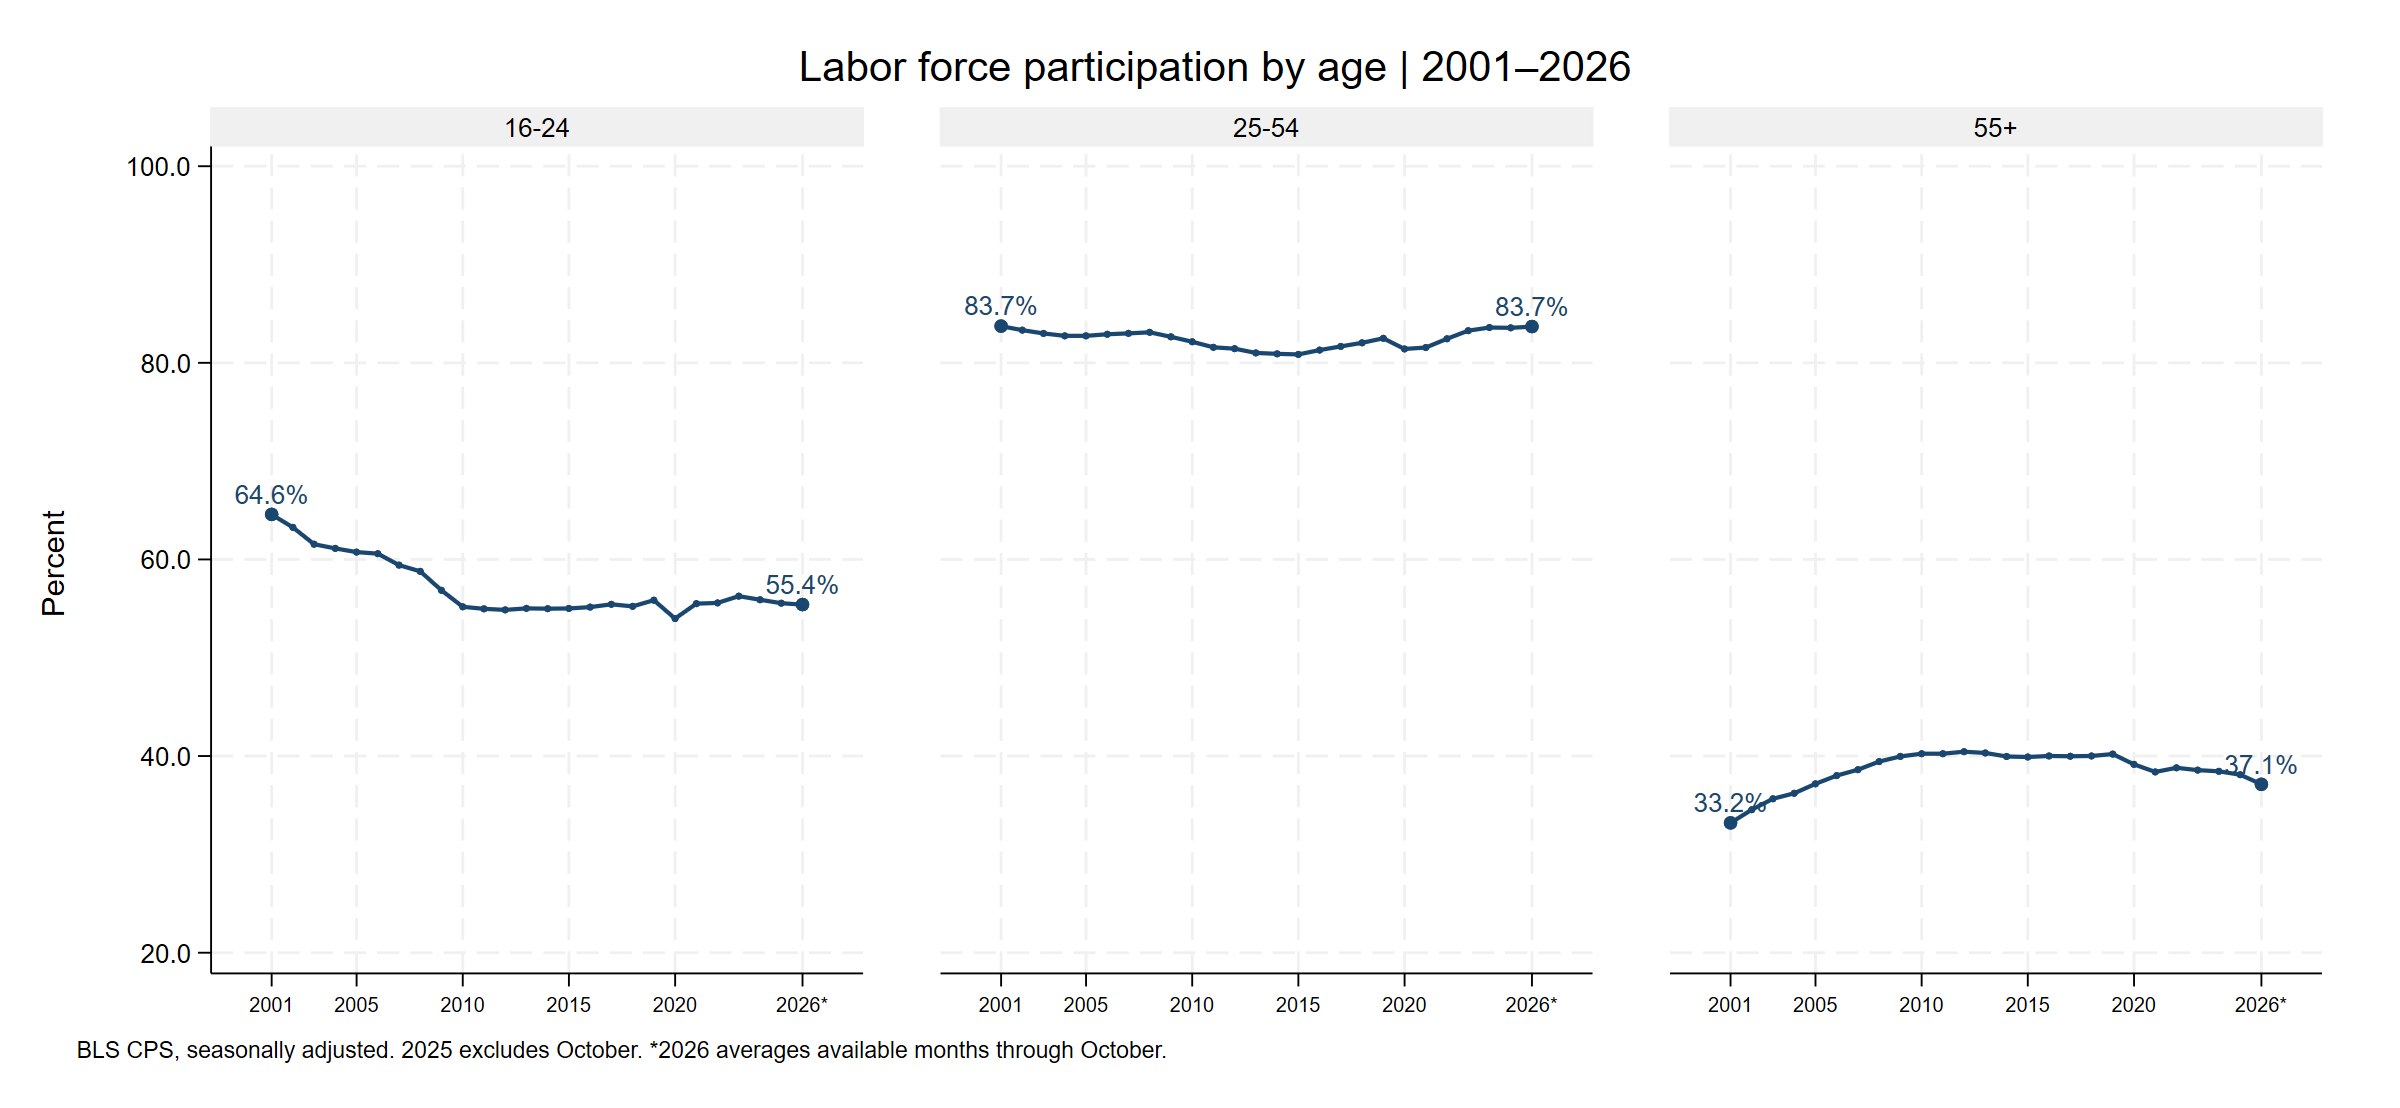 Labor force participation by age | 2001–2026
16-24
25-54
55+
Percent
100.0
80.0
60.0
40.0
20.0
64.6%
55.4%
83.7%
83.7%
33.2%
37.1%
2001 2005 2010 2015 2020 2026*
2001 2005 2010 2015 2020 2026*
2001 2005 2010 2015 2020 2026*
BLS CPS, seasonally adjusted. 2025 excludes October. *2026 averages available months through October.